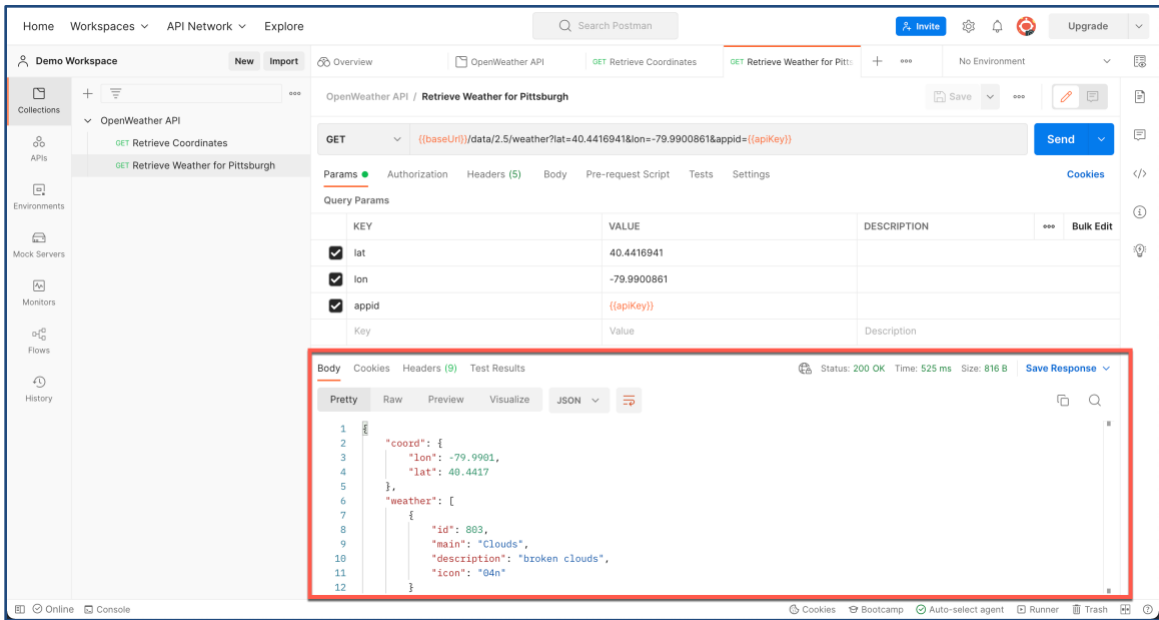 Home Workspaces API Network Explore Search Postman Invite Upgrade
Demo Workspace New Import Overview OpenWeather API GET Retrieve Coordinates GET Retrieve Weather for Pitts No Environment
Collections
APIs
Environments
Mock Servers
Monitors
Flows
History
OpenWeather API
GET Retrieve Coordinates
GET Retrieve Weather for Pittsburgh
OpenWeather API / Retrieve Weather for Pittsburgh Save
GET {{baseUrl}}/data/2.5/weather?lat=40.4416941&lon=-79.9900861&appid={{apiKey}} Send
Params Authorization Headers (5) Body Pre-request Script Tests Settings Cookies
Query Params
KEY VALUE DESCRIPTION Bulk Edit
lat 40.4416941
lon -79.9900861
appid {{apiKey}}
Key Value Description
Body Cookies Headers (9) Test Results Status: 200 OK Time: 525 ms Size: 816 B Save Response
Pretty Raw Preview Visualize JSON
1 {
2 "coord": {
3 "lon": -79.9901,
4 "lat": 40.4417
5 },
6 "weather": [
7 {
8 "id": 803,
9 "main": "Clouds",
10 "description": "broken clouds",
11 "icon": "04n"
12 }
Online Console Cookies Bootcamp Auto-select agent Runner Trash